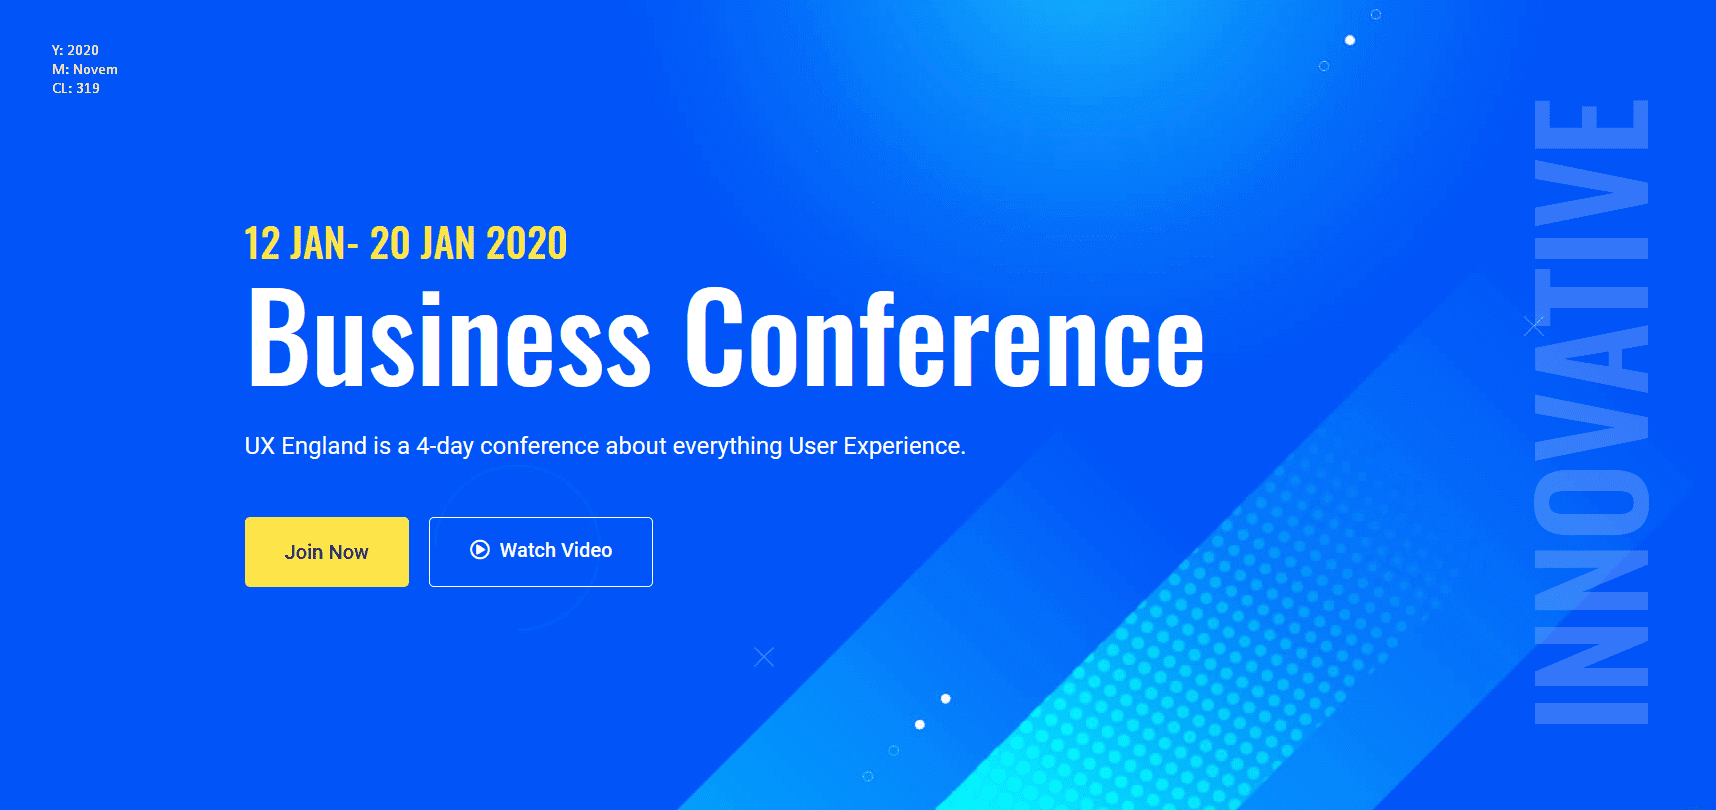 Y: 2020
M: Novem
CL: 319
12 JAN- 20 JAN 2020
Business Conference
UX England is a 4-day conference about everything User Experience.
Join Now
Watch Video
INNOVATIVE